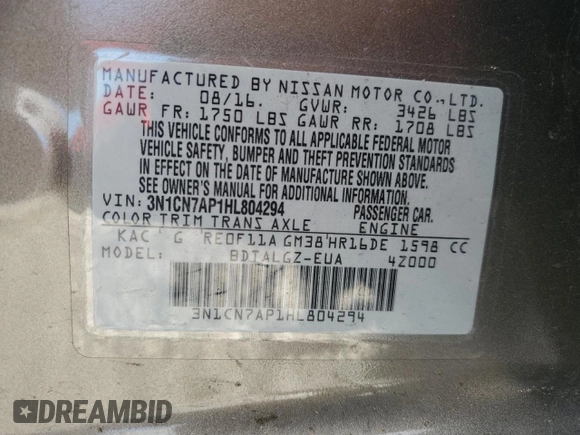 MANUFACTURED BY NISSAN MOTOR CO.,LTD.
DATE: 08/16. GVWR: 3426 LBS
GAWR FR: 1750 LBS GAWR RR: 1708 LBS
THIS VEHICLE CONFORMS TO ALL APPLICABLE FEDERAL MOTOR
VEHICLE SAFETY, BUMPER AND THEFT PREVENTION STANDARDS
IN EFFECT ON THE DATE OF MANUFACTURE SHOWN ABOVE.
SEE OWNER'S MANUAL FOR ADDITIONAL INFORMATION.
VIN: 3N1CN7AP1HL804294 PASSENGER CAR.
COLOR TRIM TRANS AXLE ENGINE
KAC G RE0F11A GM38 HR16DE 1598 CC
MODEL: BDTALGZ-EUA 42000
3N1CN7AP1HL804294
DREAMBID